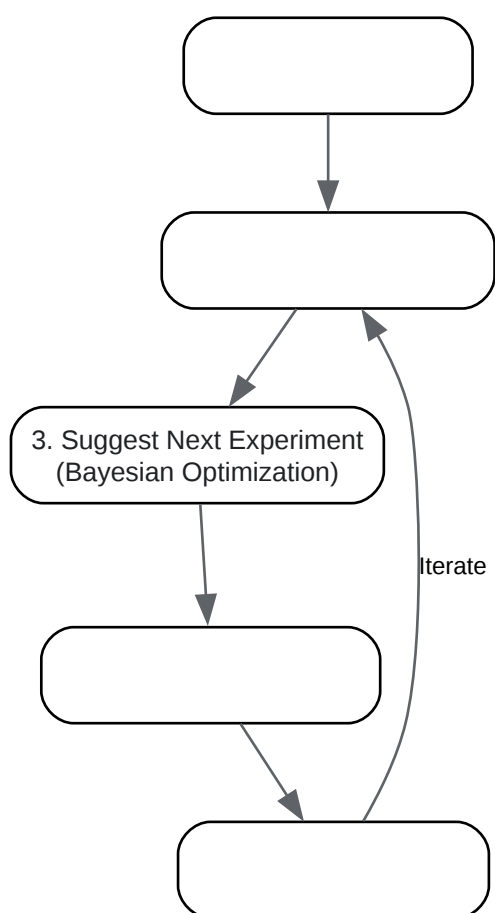 3. Suggest Next Experiment
(Bayesian Optimization)
Iterate